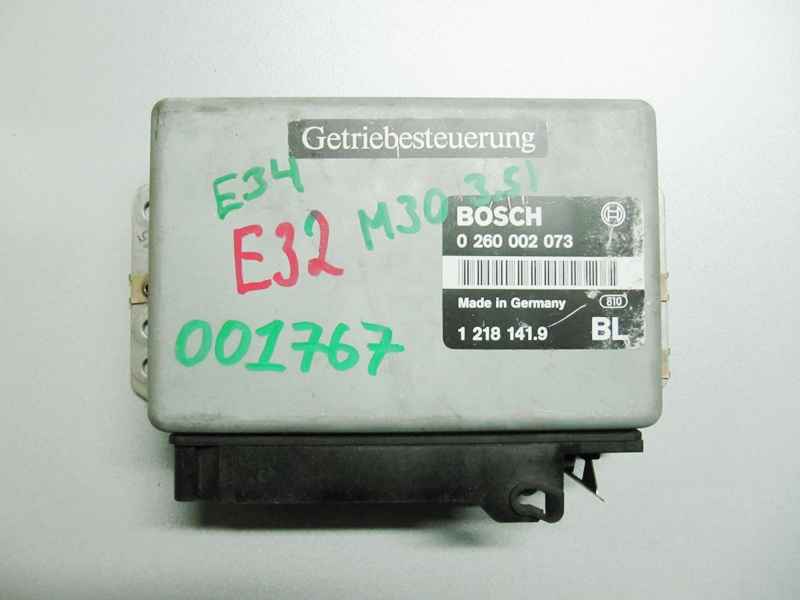 Getriebesteuerung
E34
M30 3.5i
E32
001767
BOSCH
0 260 002 073
Made in Germany
810
1 218 141.9
BL